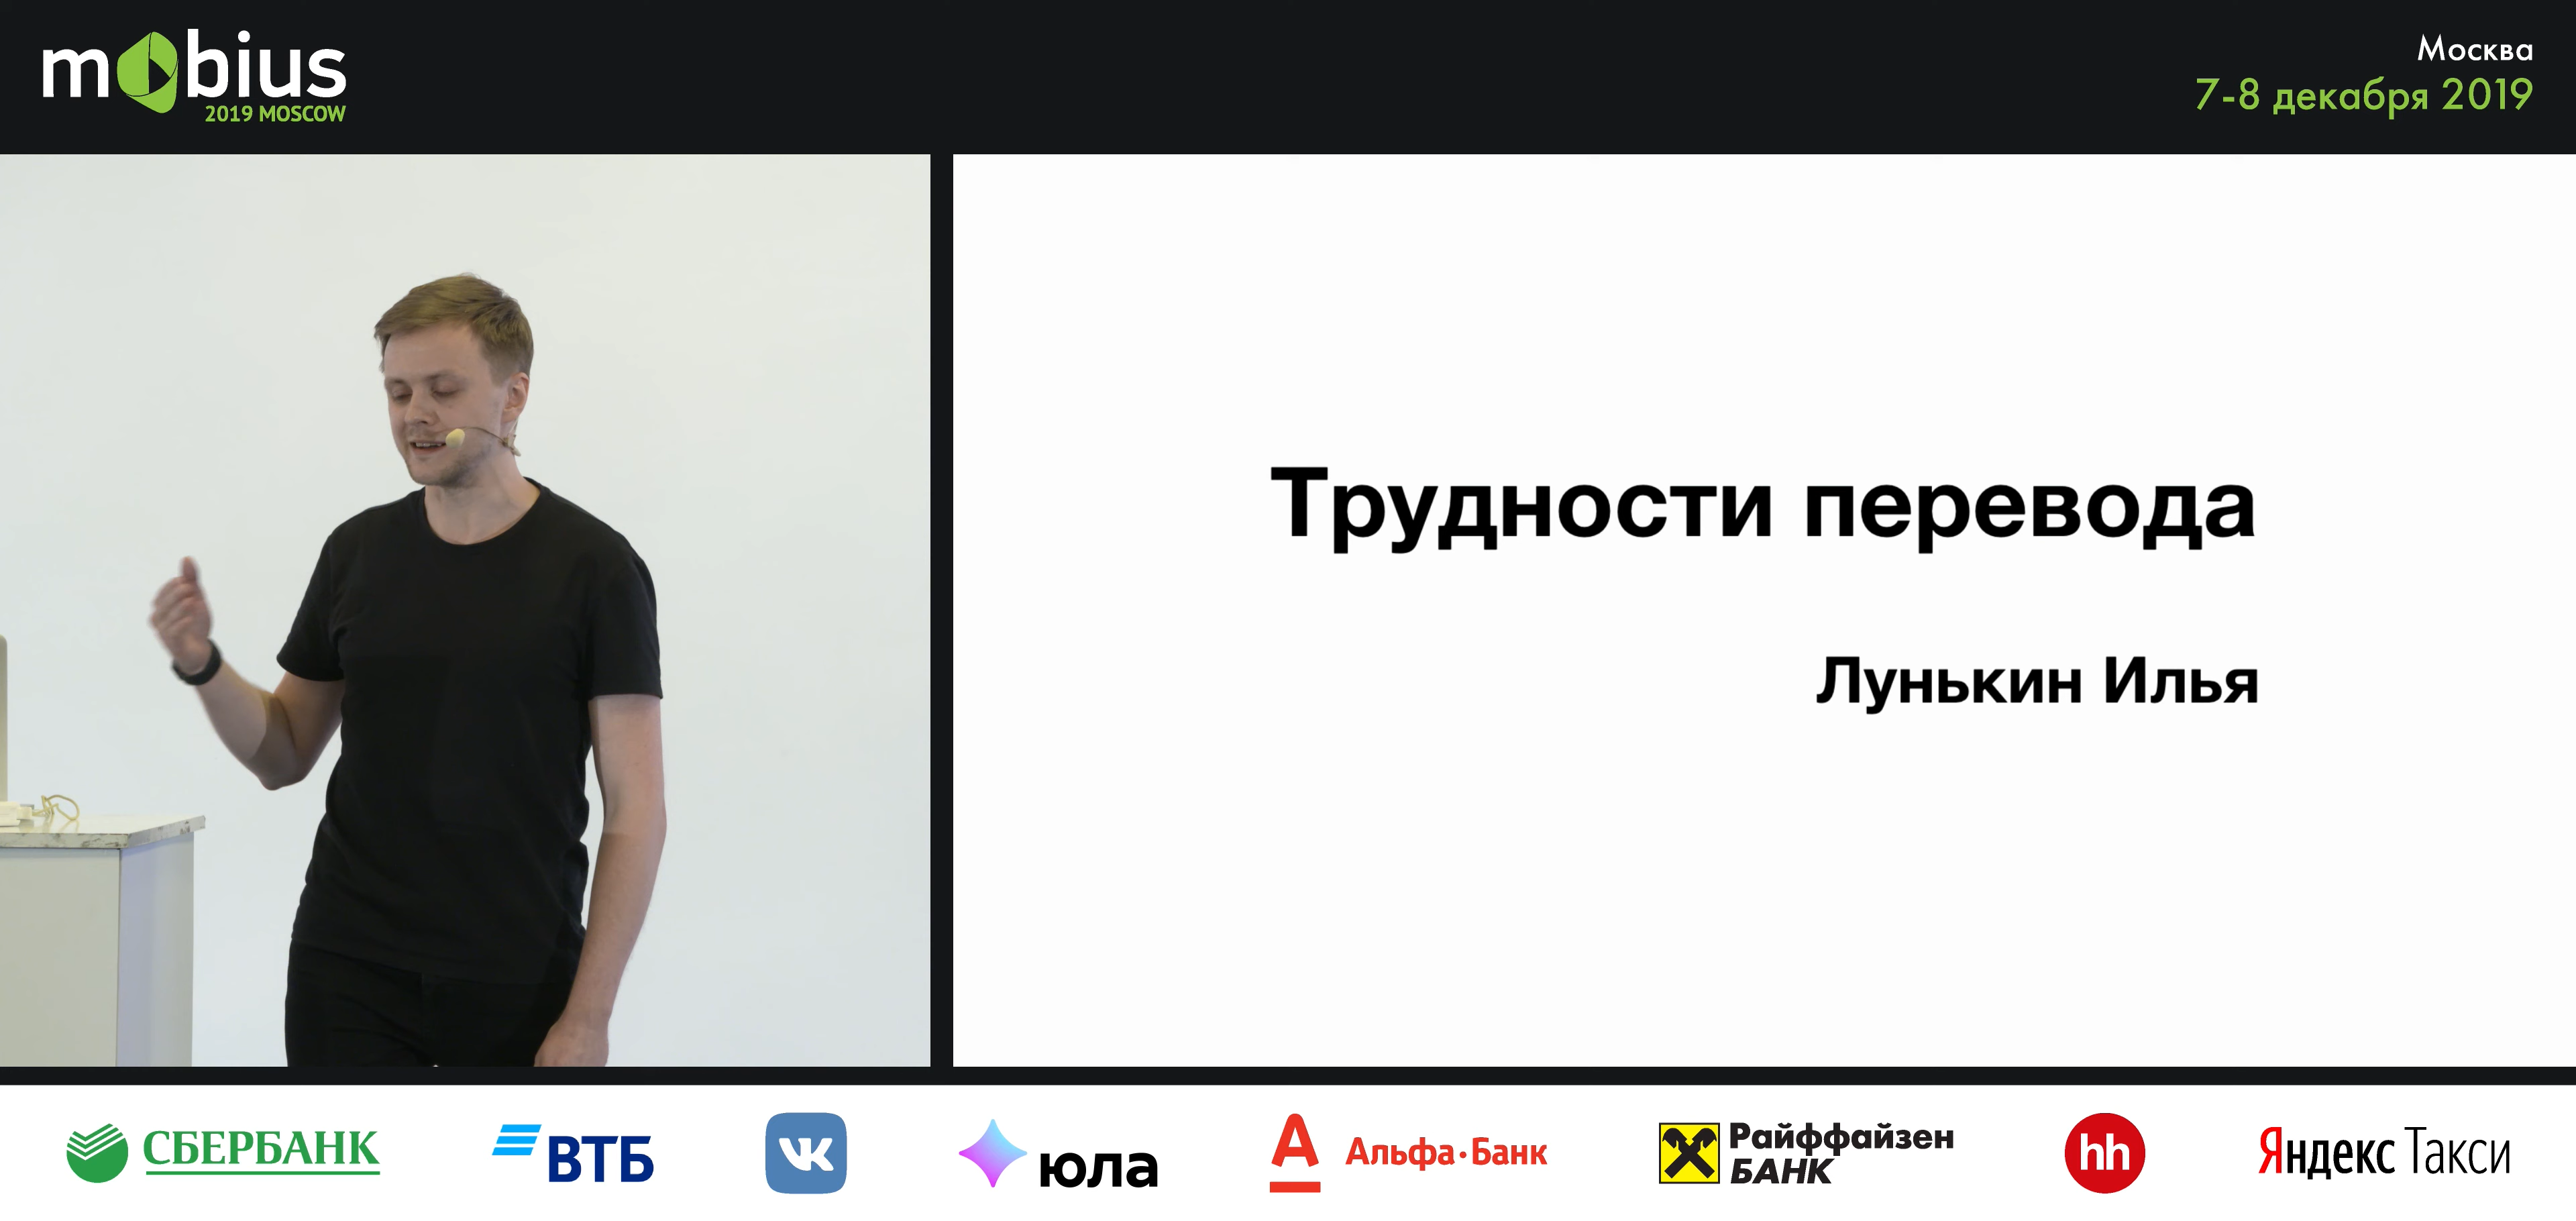 mobius
2019 MOSCOW
Москва
7-8 декабря 2019
Трудности перевода
Лунькин Илья
СБЕРБАНК
ВТБ
VK
юла
А Альфа·Банк
Райффайзен
БАНК
hh
Яндекс Такси